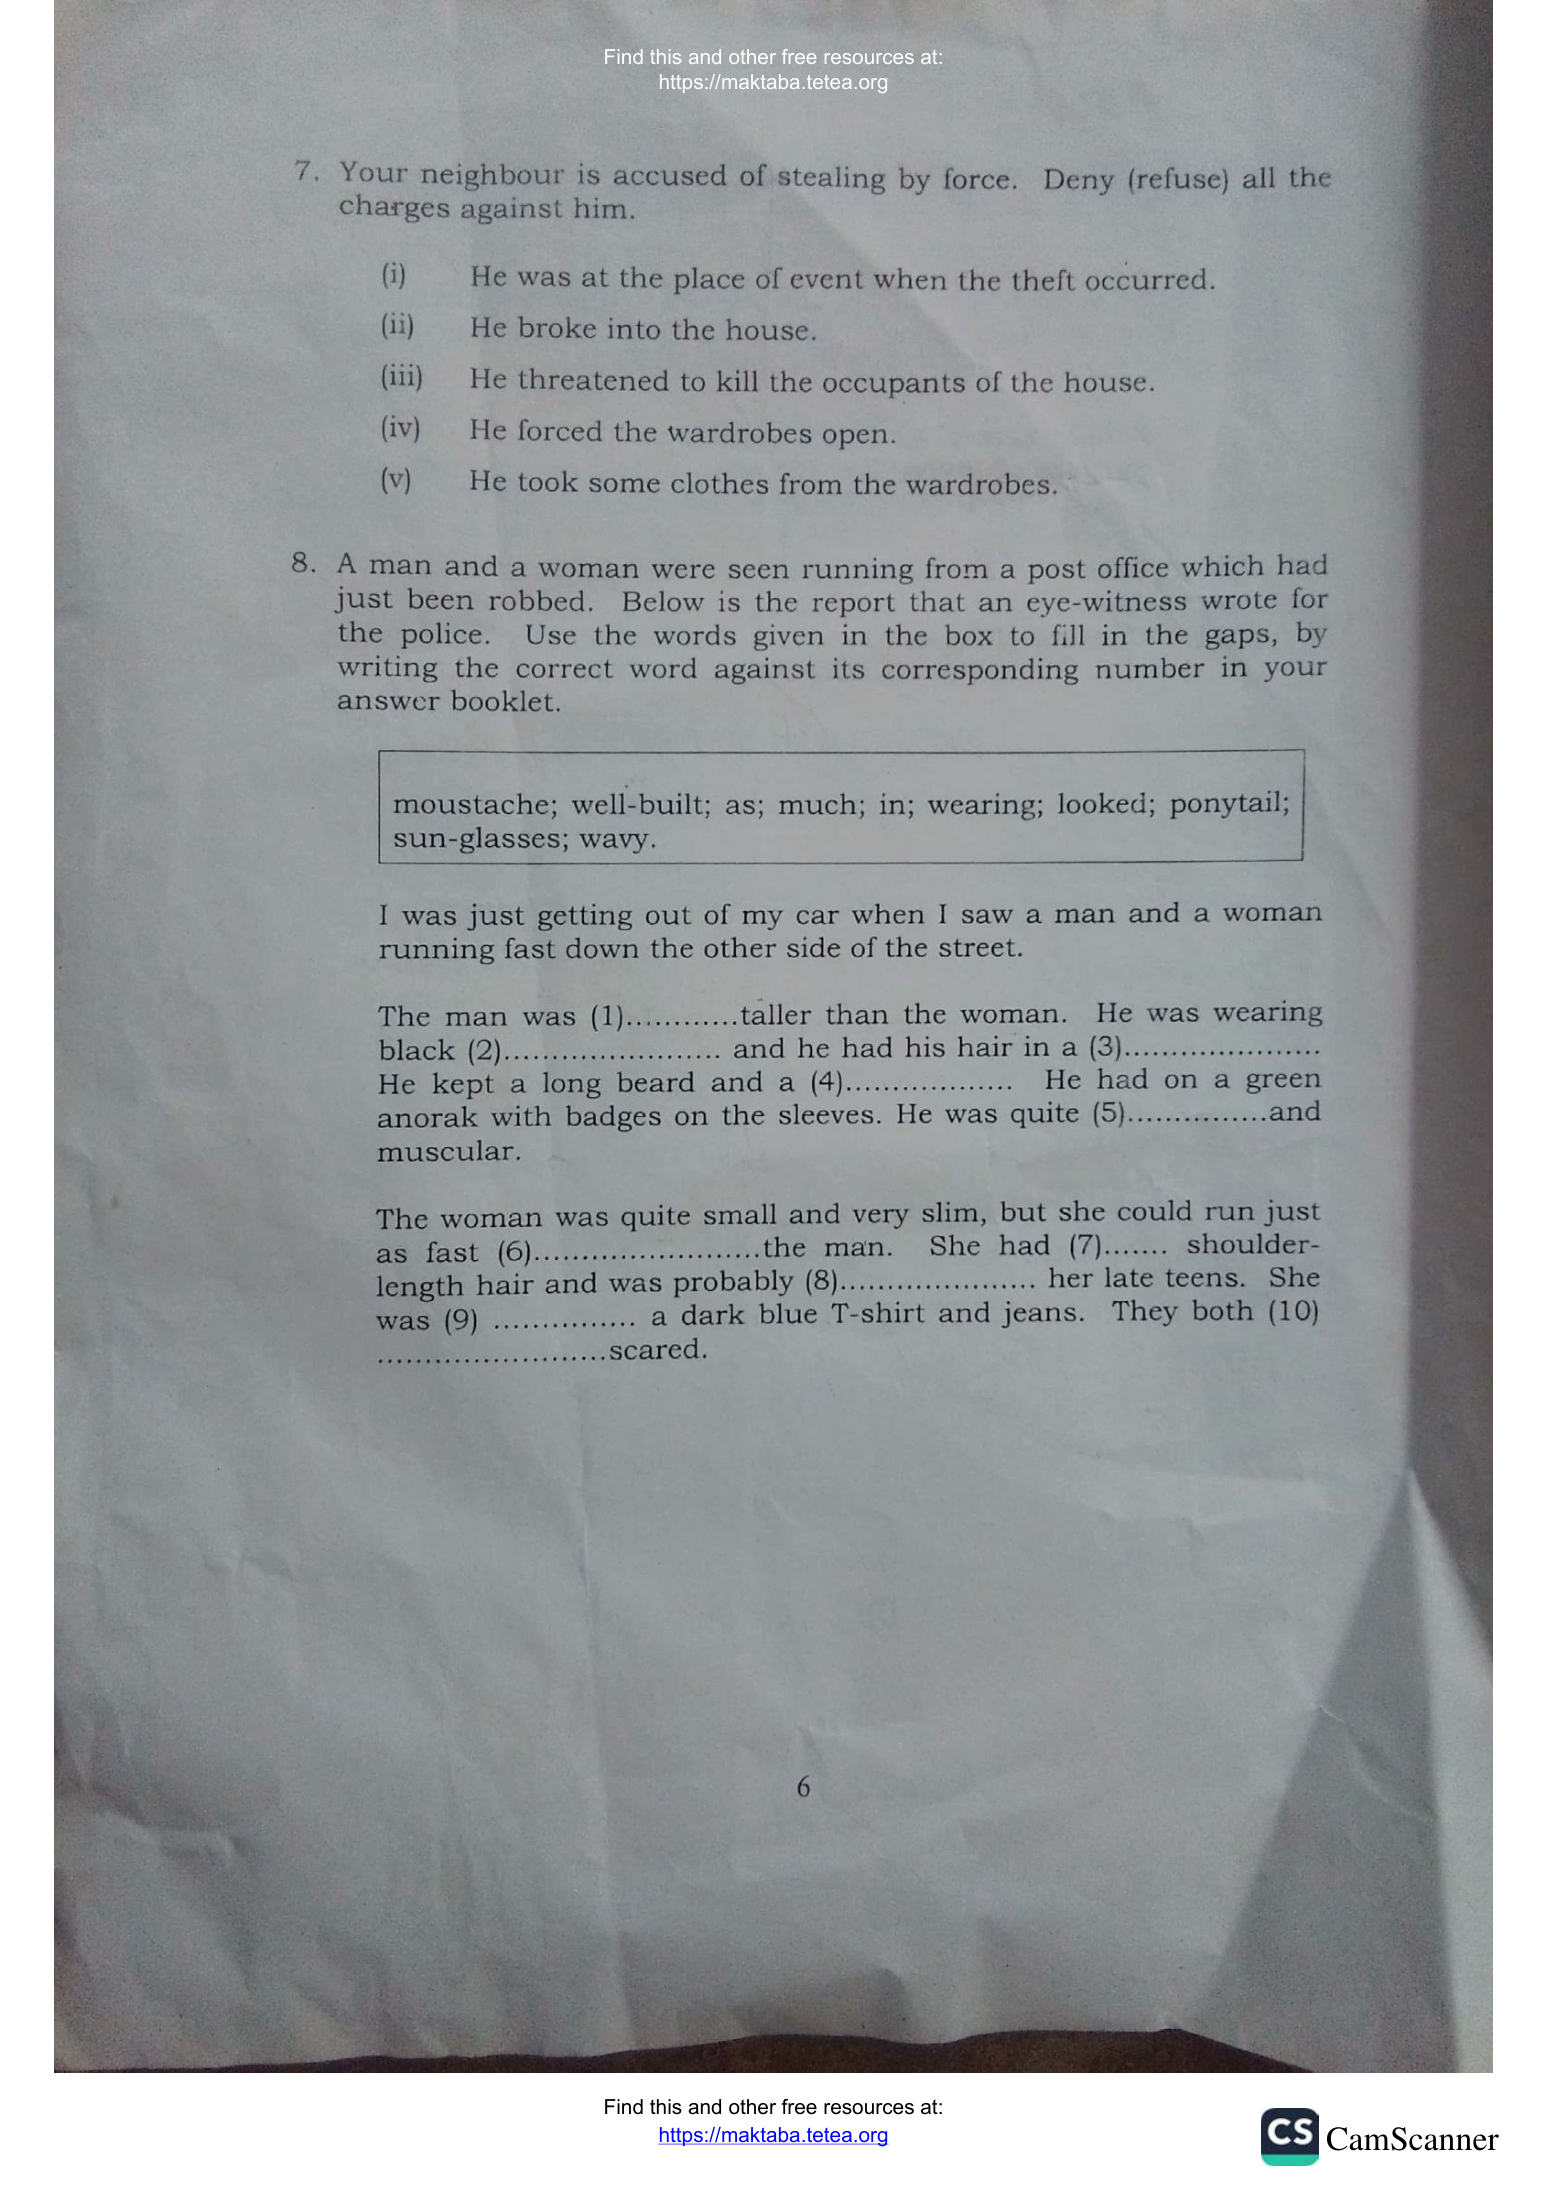 Find this and other free resources at:
https://maktaba.tetea.org
7. Your neighbour is accused of stealing by force. Deny (refuse) all the
charges against him.
(i) He was at the place of event when the theft occurred.
(ii) He broke into the house.
(iii) He threatened to kill the occupants of the house.
(iv) He forced the wardrobes open.
(v) He took some clothes from the wardrobes.
8. A man and a woman were seen running from a post office which had
just been robbed. Below is the report that an eye-witness wrote for
the police. Use the words given in the box to fill in the gaps, by
writing the correct word against its corresponding number in your
answer booklet.
moustache; well-built; as; much; in; wearing; looked; ponytail;
sun-glasses; wavy.
I was just getting out of my car when I saw a man and a woman
running fast down the other side of the street.
The man was (1)............taller than the woman. He was wearing
black (2)....................... and he had his hair in a (3).....................
He kept a long beard and a (4).................. He had on a green
anorak with badges on the sleeves. He was quite (5)...............and
muscular.
The woman was quite small and very slim, but she could run just
as fast (6)........................the man. She had (7)....... shoulder-
length hair and was probably (8)..................... her late teens. She
was (9) ............... a dark blue T-shirt and jeans. They both (10)
........................scared.
6
Find this and other free resources at:
https://maktaba.tetea.org
CS CamScanner